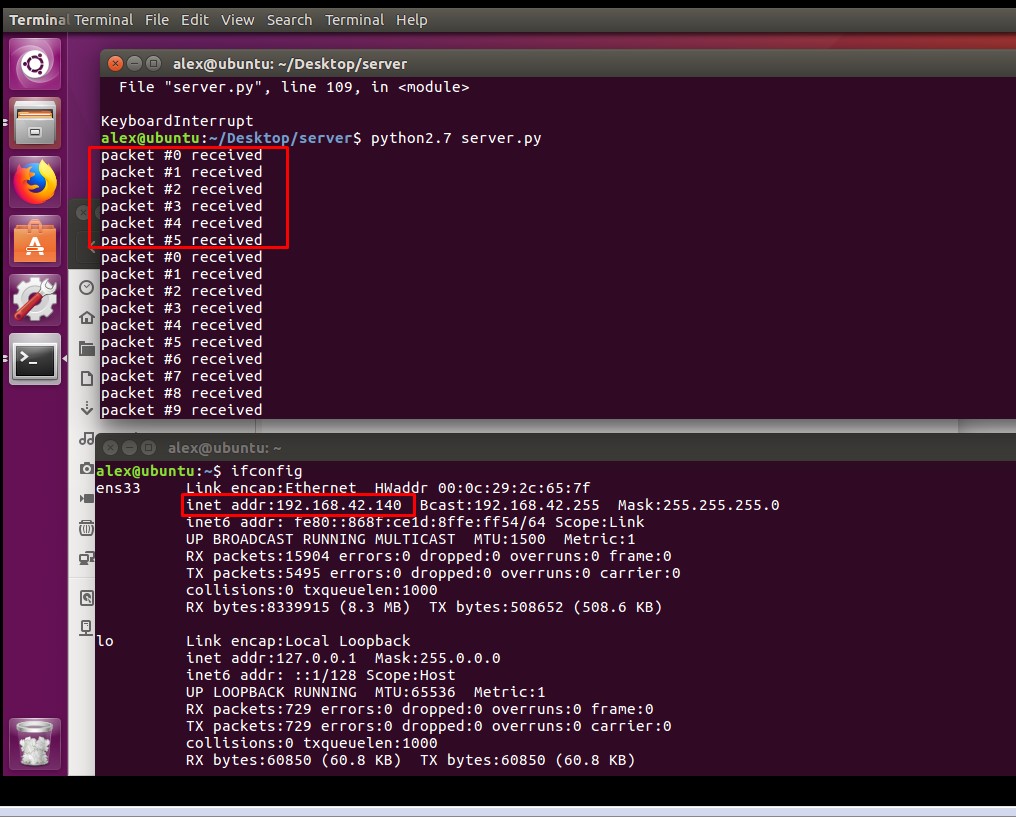 Terminal Terminal File Edit View Search Terminal Help
alex@ubuntu: ~/Desktop/server
File "server.py", line 109, in <module>
KeyboardInterrupt
alex@ubuntu:~/Desktop/server$ python2.7 server.py
packet #0 received
packet #1 received
packet #2 received
packet #3 received
packet #4 received
packet #5 received
packet #0 received
packet #1 received
packet #2 received
packet #3 received
packet #4 received
packet #5 received
packet #6 received
packet #7 received
packet #8 received
packet #9 received
alex@ubuntu: ~
alex@ubuntu:~$ ifconfig
ens33 Link encap:Ethernet HWaddr 00:0c:29:2c:65:7f
inet addr:192.168.42.140 Bcast:192.168.42.255 Mask:255.255.255.0
inet6 addr: fe80::868f:ce1d:8ffe:ff54/64 Scope:Link
UP BROADCAST RUNNING MULTICAST MTU:1500 Metric:1
RX packets:15904 errors:0 dropped:0 overruns:0 frame:0
TX packets:5495 errors:0 dropped:0 overruns:0 carrier:0
collisions:0 txqueuelen:1000
RX bytes:8339915 (8.3 MB) TX bytes:508652 (508.6 KB)
lo Link encap:Local Loopback
inet addr:127.0.0.1 Mask:255.0.0.0
inet6 addr: ::1/128 Scope:Host
UP LOOPBACK RUNNING MTU:65536 Metric:1
RX packets:729 errors:0 dropped:0 overruns:0 frame:0
TX packets:729 errors:0 dropped:0 overruns:0 carrier:0
collisions:0 txqueuelen:1000
RX bytes:60850 (60.8 KB) TX bytes:60850 (60.8 KB)